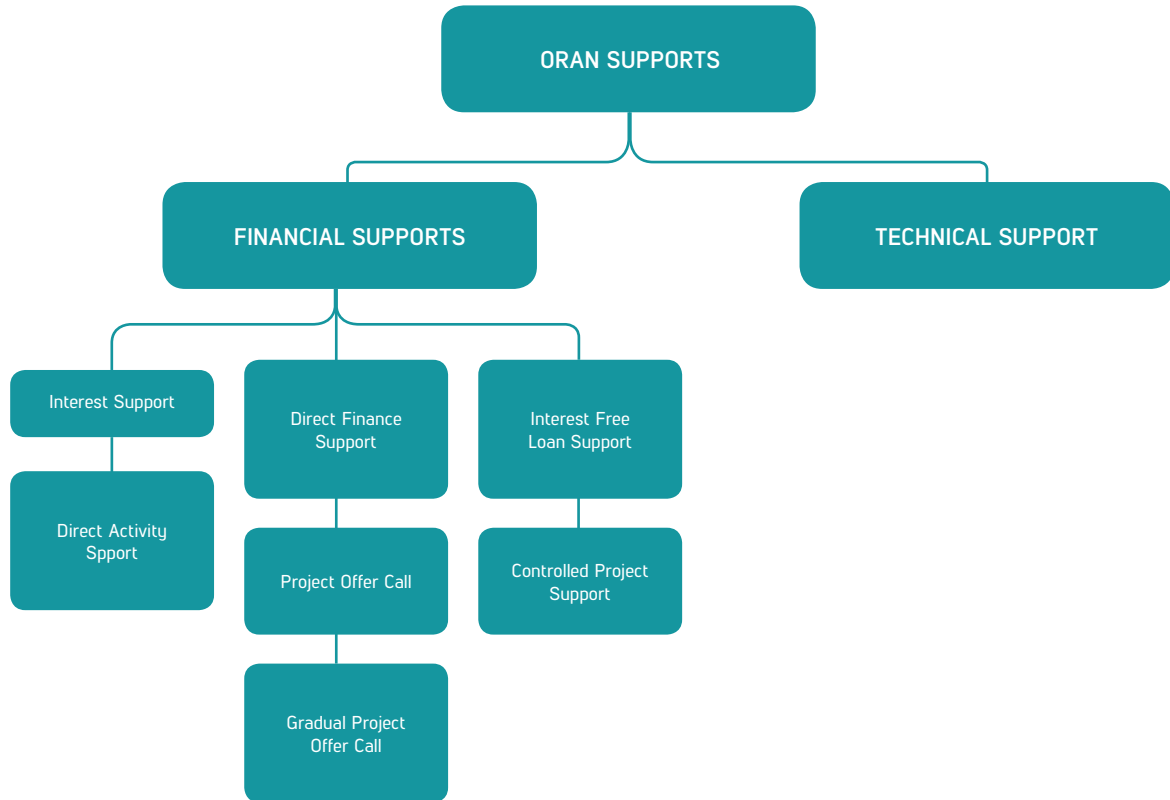 ORAN SUPPORTS
FINANCIAL SUPPORTS
TECHNICAL SUPPORT
Interest Support
Direct Activity
Spport
Direct Finance
Support
Project Offer Call
Gradual Project
Offer Call
Interest Free
Loan Support
Controlled Project
Support